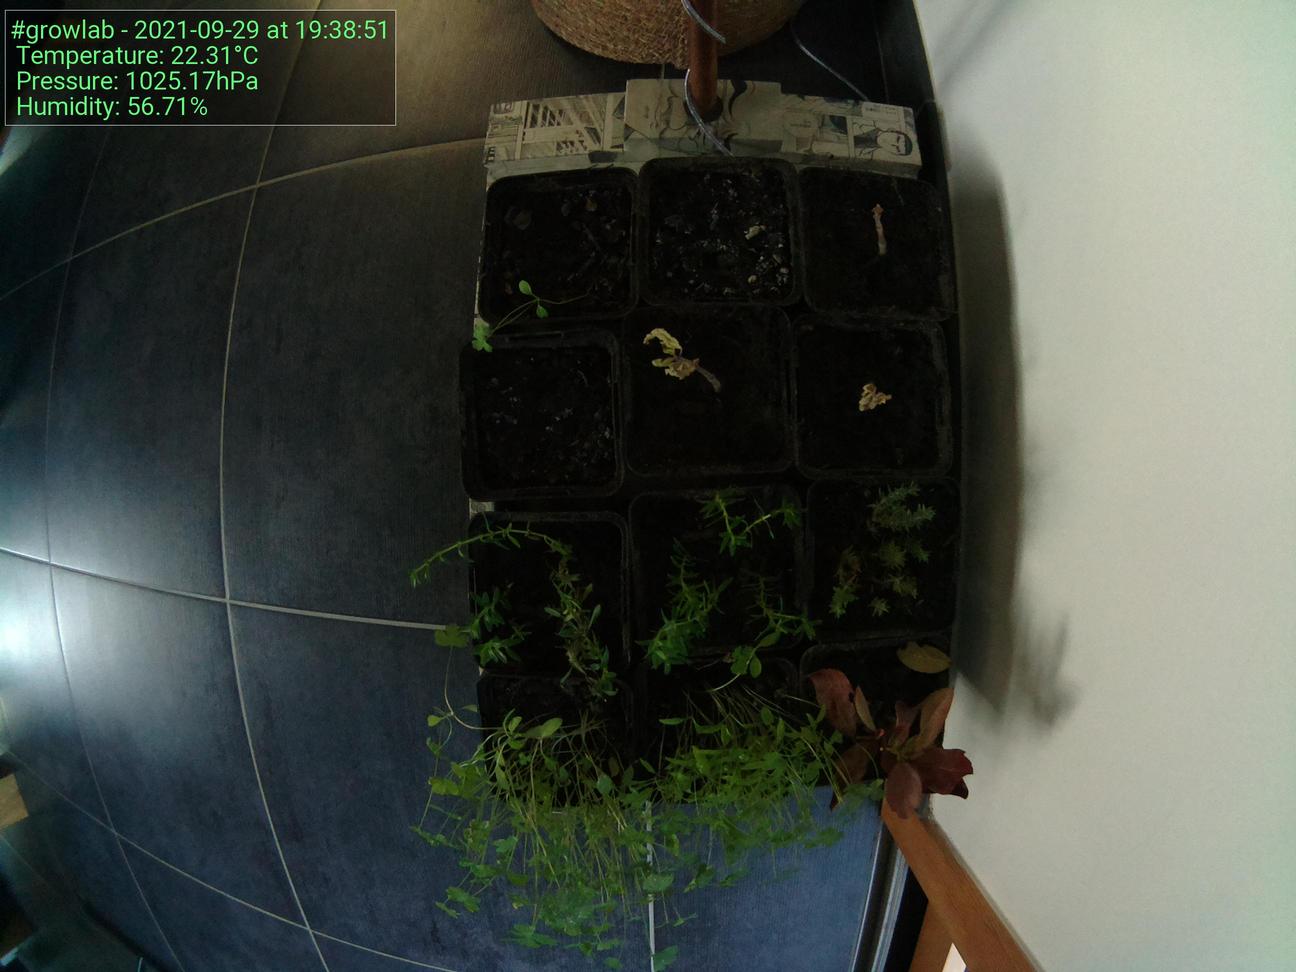 #growlab - 2021-09-29 at 19:38:51
Temperature: 22.31°C
Pressure: 1025.17hPa
Humidity: 56.71%